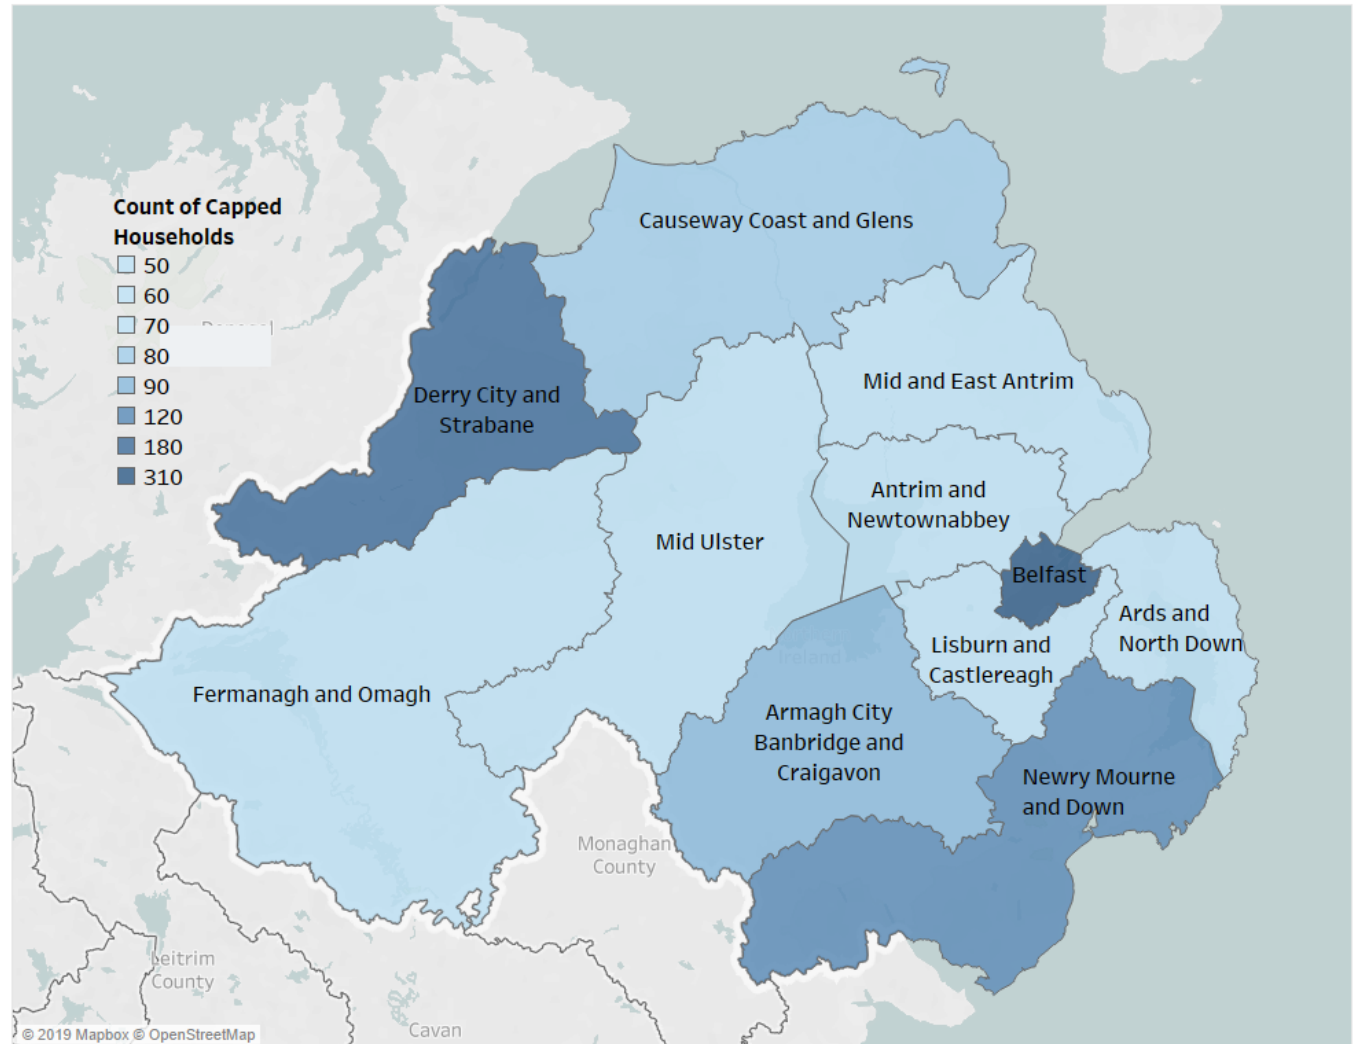 Count of Capped
Households
50
60
70
80
90
120
180
310
Causeway Coast and Glens
Mid and East Antrim
Derry City and
Strabane
Antrim and
Newtownabbey
Mid Ulster
Belfast
Ards and
North Down
Lisburn and
Castlereagh
Ireland
Fermanagh and Omagh
Armagh City
Banbridge and
Craigavon
Newry Mourne
and Down
Monaghan
County
Leitrim
County
Cavan
© 2019 Mapbox © OpenStreetMap